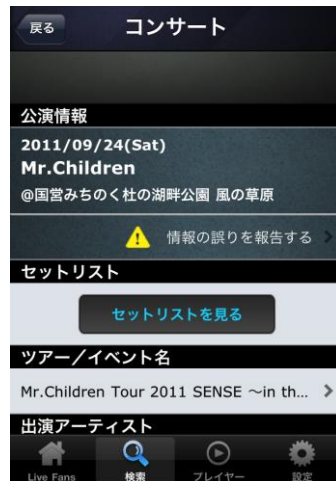 戻る
コンサート
公演情報
2011/09/24(Sat)
Mr.Children
@国営みちのく杜の湖畔公園 風の草原
情報の誤りを報告する
セットリスト
セットリストを見る
ツアー/イベント名
Mr.Children Tour 2011 SENSE ～in th...
出演アーティスト
Live Fans
検索
プレイヤー
設定